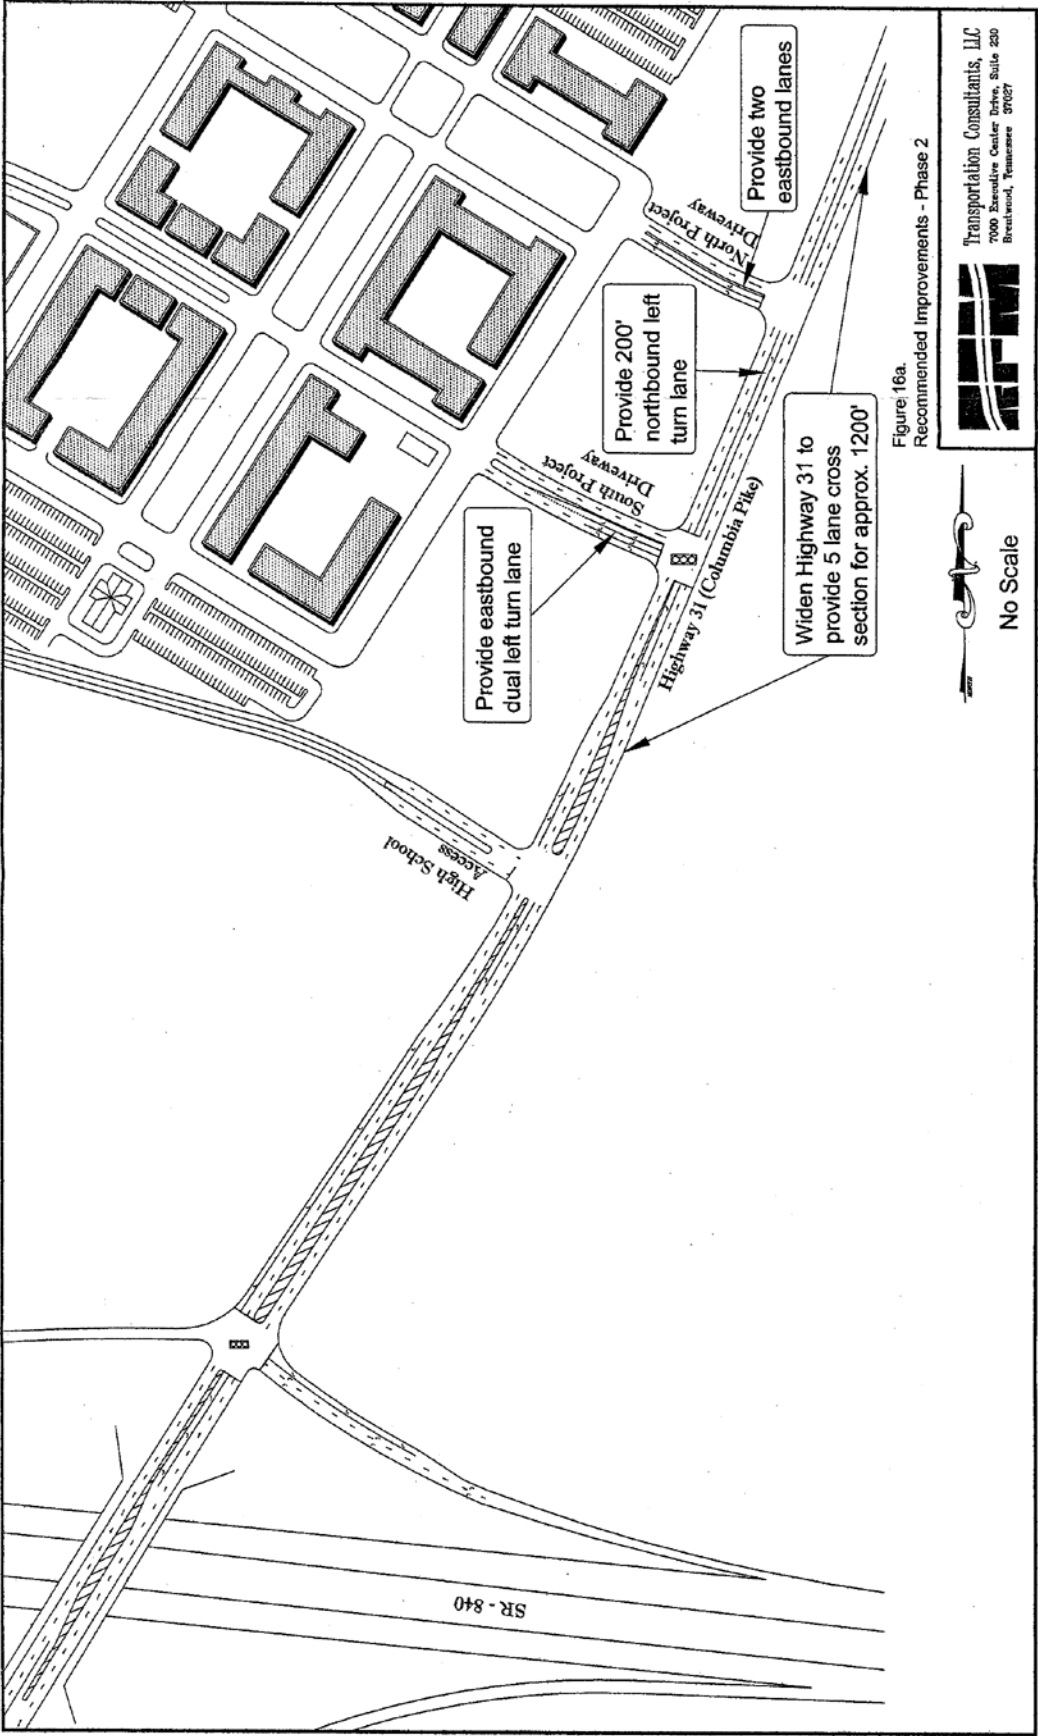 SR - 840
High School
Access
Provide eastbound
dual left turn lane
South Project
Driveway
Provide 200'
northbound left
turn lane
North Project
Driveway
Provide two
eastbound lanes
Highway 31 (Columbia Pike)
Widen Highway 31 to
provide 5 lane cross
section for approx. 1200'
No Scale
Figure 16a.
Recommended Improvements - Phase 2
Transportation Consultants, LLC
7000 Executive Center Drive, Suite 230
Brentwood, Tennessee 37027